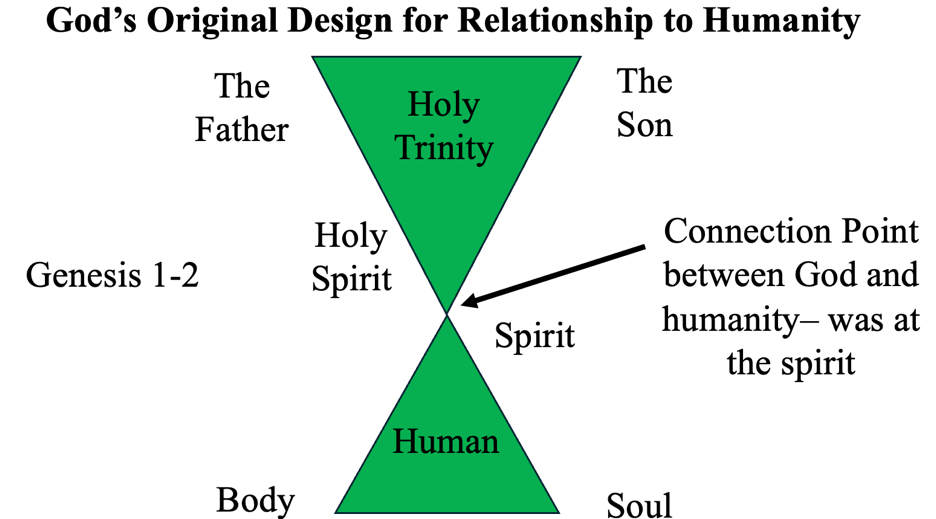 God’s Original Design for Relationship to Humanity
The
Father
Holy
Trinity
The
Son
Holy
Spirit
Genesis 1-2
Connection Point
between God and
humanity– was at
the spirit
Spirit
Human
Body
Soul